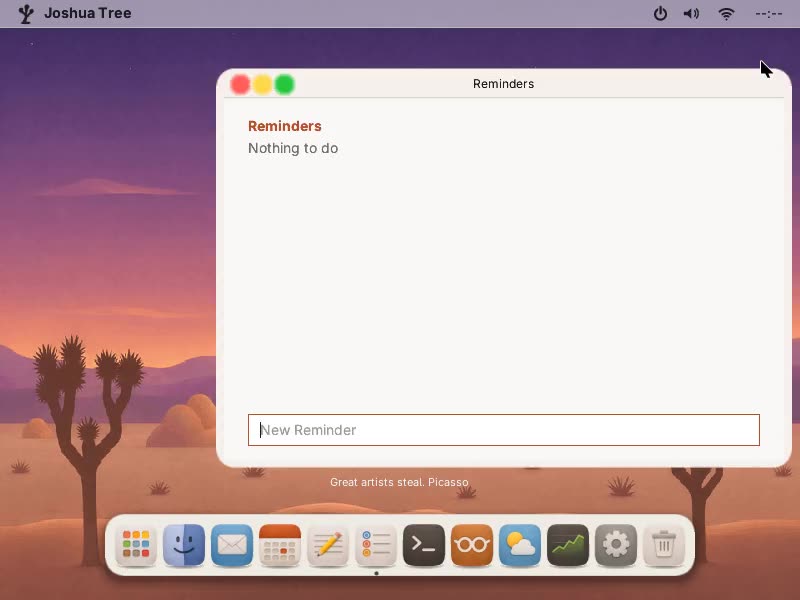 Joshua Tree
--:--
Reminders
Reminders
Nothing to do
New Reminder
Great artists steal. Picasso